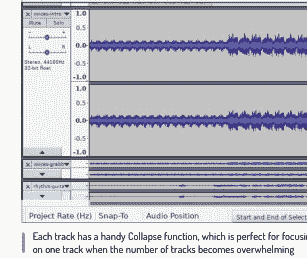 1.0
voices-intro
Mute Solo
0.5
- +
0.0-
L R
Stereo, 44100Hz
32-bit float
-0.5
-1.0
1.0
0.5
0.0-
-0.5
-1.0
Project Rate (Hz) Snap-To Audio Position Start and End of Select
Each track has a handy Collapse function, which is perfect for focusi
on one track when the number of tracks becomes overwhelming